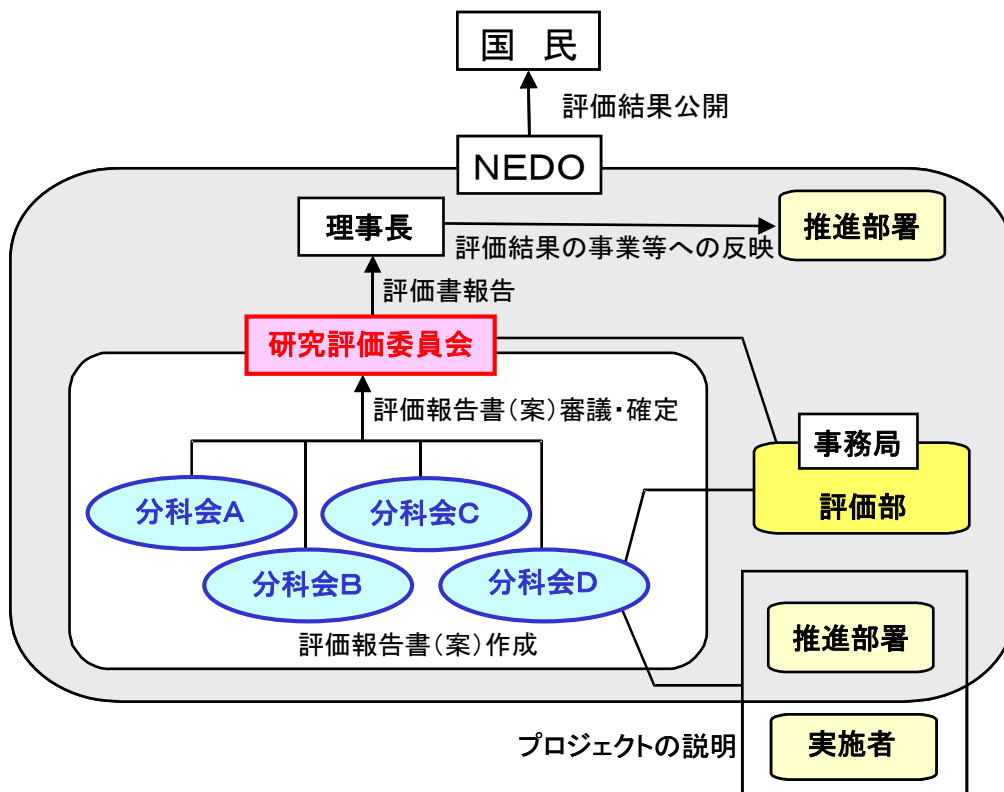 国　民
評価結果公開
NEDO
理事長
推進部署
評価結果の事業等への反映
評価書報告
研究評価委員会
評価報告書(案)審議・確定
事務局
評価部
分科会A
分科会C
分科会B
分科会D
評価報告書(案)作成
推進部署
プロジェクトの説明
実施者